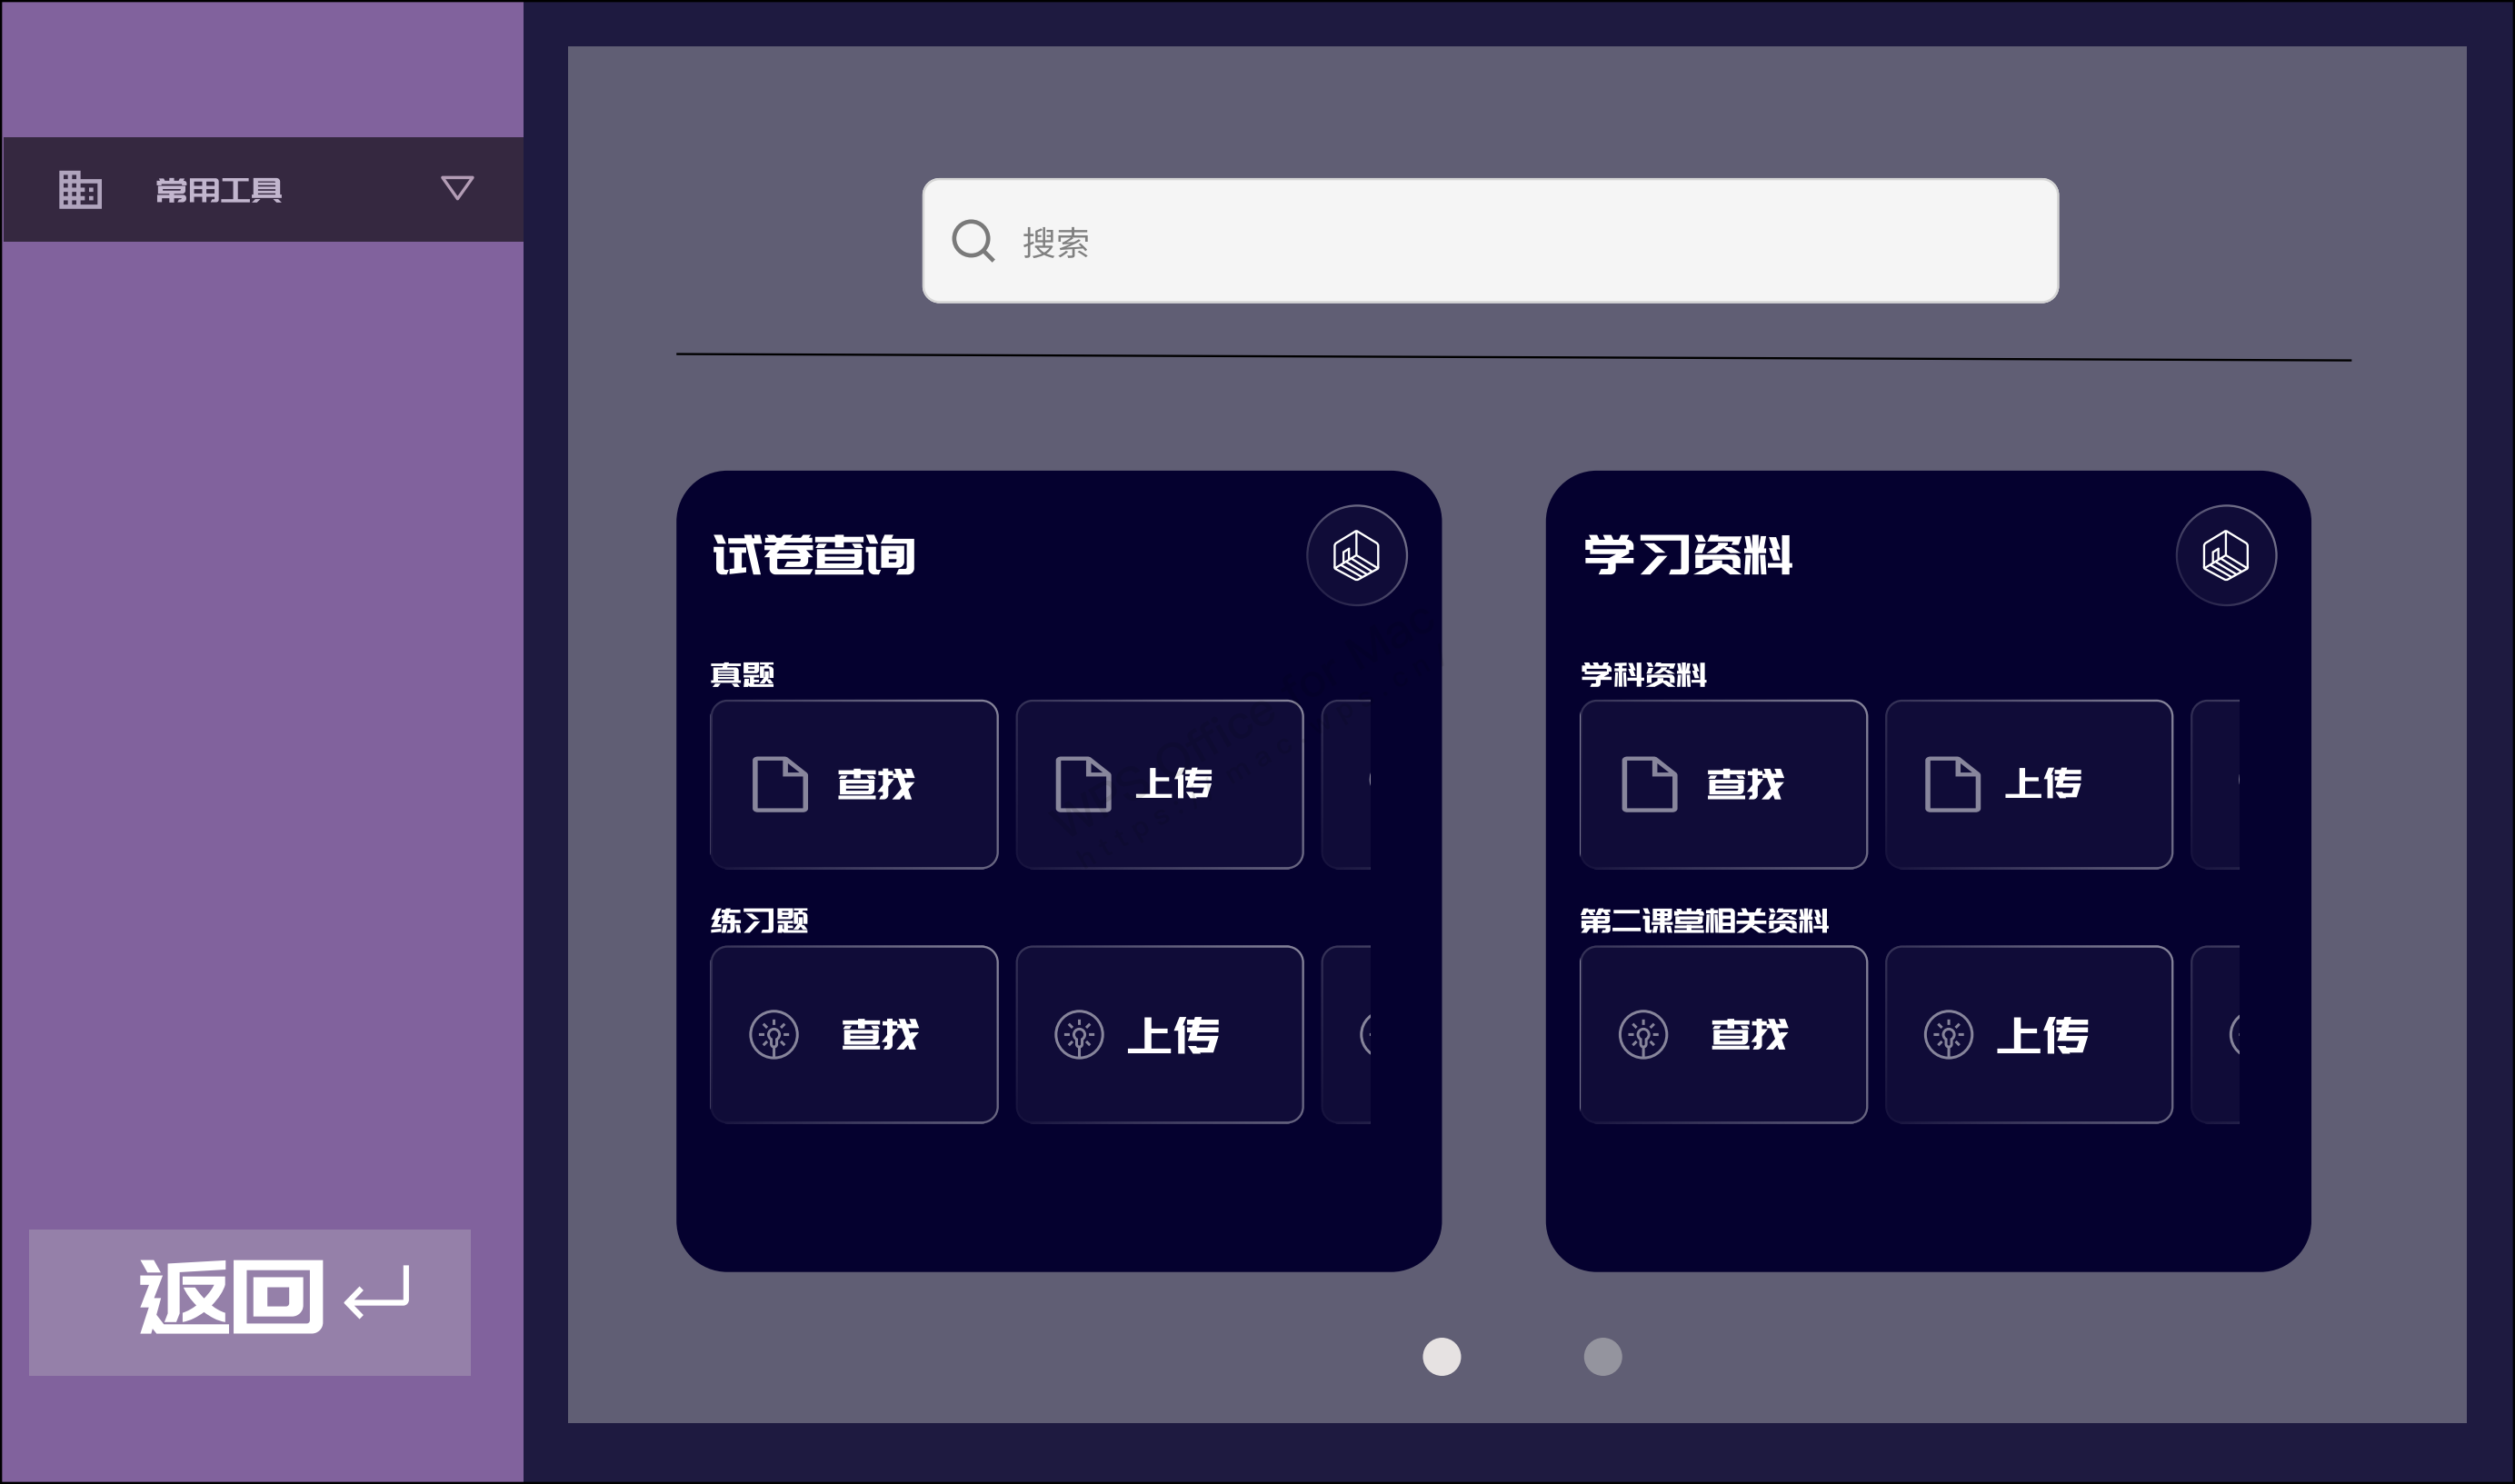 常用工具
搜索
试卷查询
学习资料
真题
学科资料
查找
上传
查找
上传
练习题
第二课堂相关资料
查找
上传
查找
上传
返回